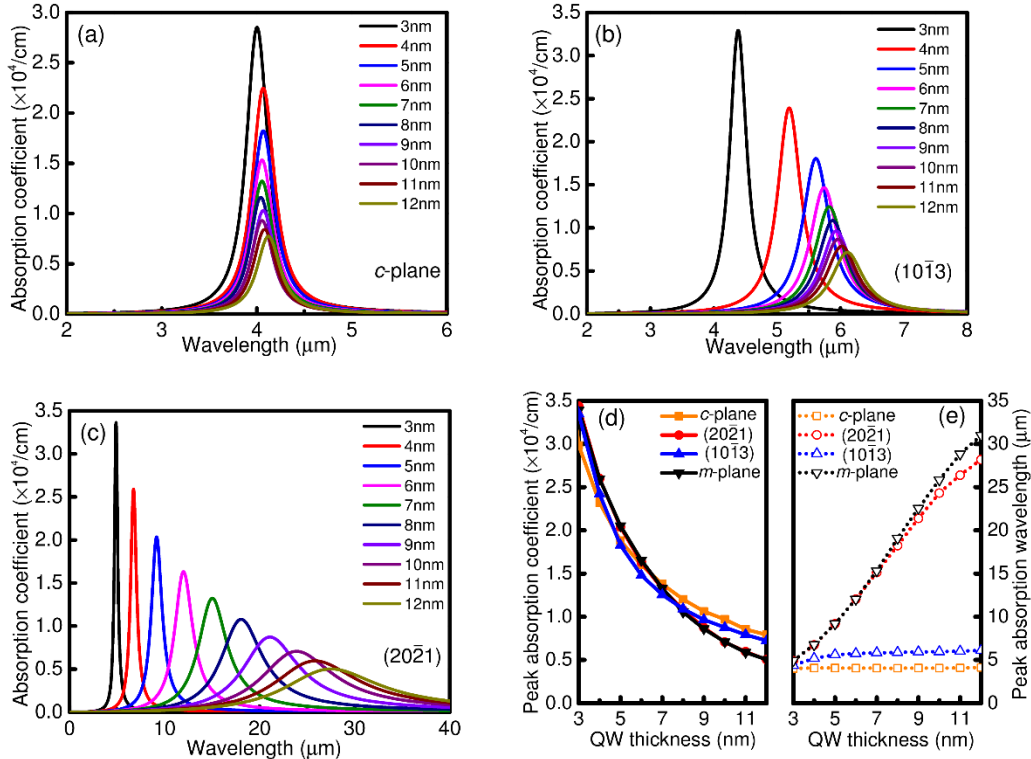 (a)
3nm
4nm
5nm
6nm
7nm
8nm
9nm
10nm
11nm
12nm
c-plane
Absorption coefficient (×10⁴/cm)
3.0
2.5
2.0
1.5
1.0
0.5
0.0
2 3 4 5 6
Wavelength (μm)
(b)
3nm
4nm
5nm
6nm
7nm
8nm
9nm
10nm
11nm
12nm
(101̄3)
Absorption coefficient (×10⁴/cm)
3.5
3.0
2.5
2.0
1.5
1.0
0.5
0.0
2 3 4 5 6 7 8
Wavelength (μm)
(c)
3nm
4nm
5nm
6nm
7nm
8nm
9nm
10nm
11nm
12nm
(202̄1)
Absorption coefficient (×10⁴/cm)
3.5
3.0
2.5
2.0
1.5
1.0
0.5
0.0
0 10 20 30 40
Wavelength (μm)
(d)
c-plane
(202̄1)
(101̄3)
m-plane
Peak absorption coefficient (×10⁴/cm)
3.5
3.0
2.5
2.0
1.5
1.0
0.5
0.0
3 5 7 9 11
QW thickness (nm)
(e)
c-plane
(202̄1)
(101̄3)
m-plane
35
30
25
20
15
10
5
0
Peak absorption wavelength (μm)
3 5 7 9 11
QW thickness (nm)